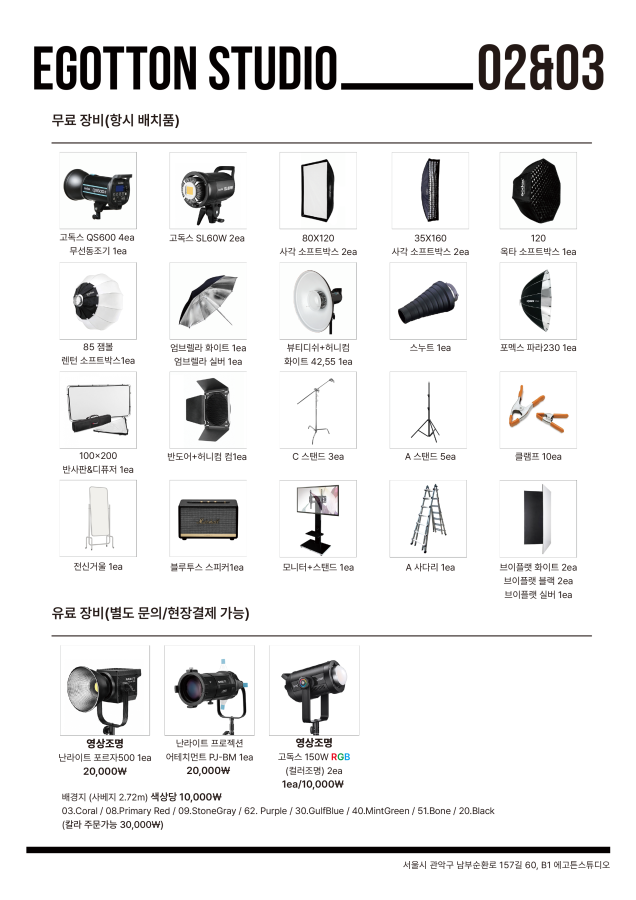 EGOTTON STUDIO 02&03
무료 장비(항시 배치품)
고독스 QS600 4ea
무선동조기 1ea
고독스 SL60W 2ea
80X120
사각 소프트박스 2ea
35X160
사각 소프트박스 2ea
120
옥타 소프트박스 1ea
85 잼볼
랜턴 소프트박스1ea
엄브렐라 화이트 1ea
엄브렐라 실버 1ea
뷰티디쉬+허니컴
화이트 42,55 1ea
스누트 1ea
포멕스 파라230 1ea
100×200
반사판&디퓨저 1ea
반도어+허니컴 컴1ea
C 스탠드 3ea
A 스탠드 5ea
클램프 10ea
전신거울 1ea
블루투스 스피커1ea
모니터+스탠드 1ea
A 사다리 1ea
브이플랫 화이트 2ea
브이플랫 블랙 2ea
브이플랫 실버 1ea
유료 장비(별도 문의/현장결제 가능)
영상조명
난라이트 포르자500 1ea
20,000₩
난라이트 프로젝션
어테치먼트 PJ-BM 1ea
20,000₩
영상조명
고독스 150W RGB
(컬러조명) 2ea
1ea/10,000₩
배경지 (사베지 2.72m) 색상당 10,000₩
03.Coral / 08.Primary Red / 09.StoneGray / 62. Purple / 30.GulfBlue / 40.MintGreen / 51.Bone / 20.Black
(칼라 주문가능 30,000₩)
서울시 관악구 남부순환로 157길 60, B1 에고튼스튜디오